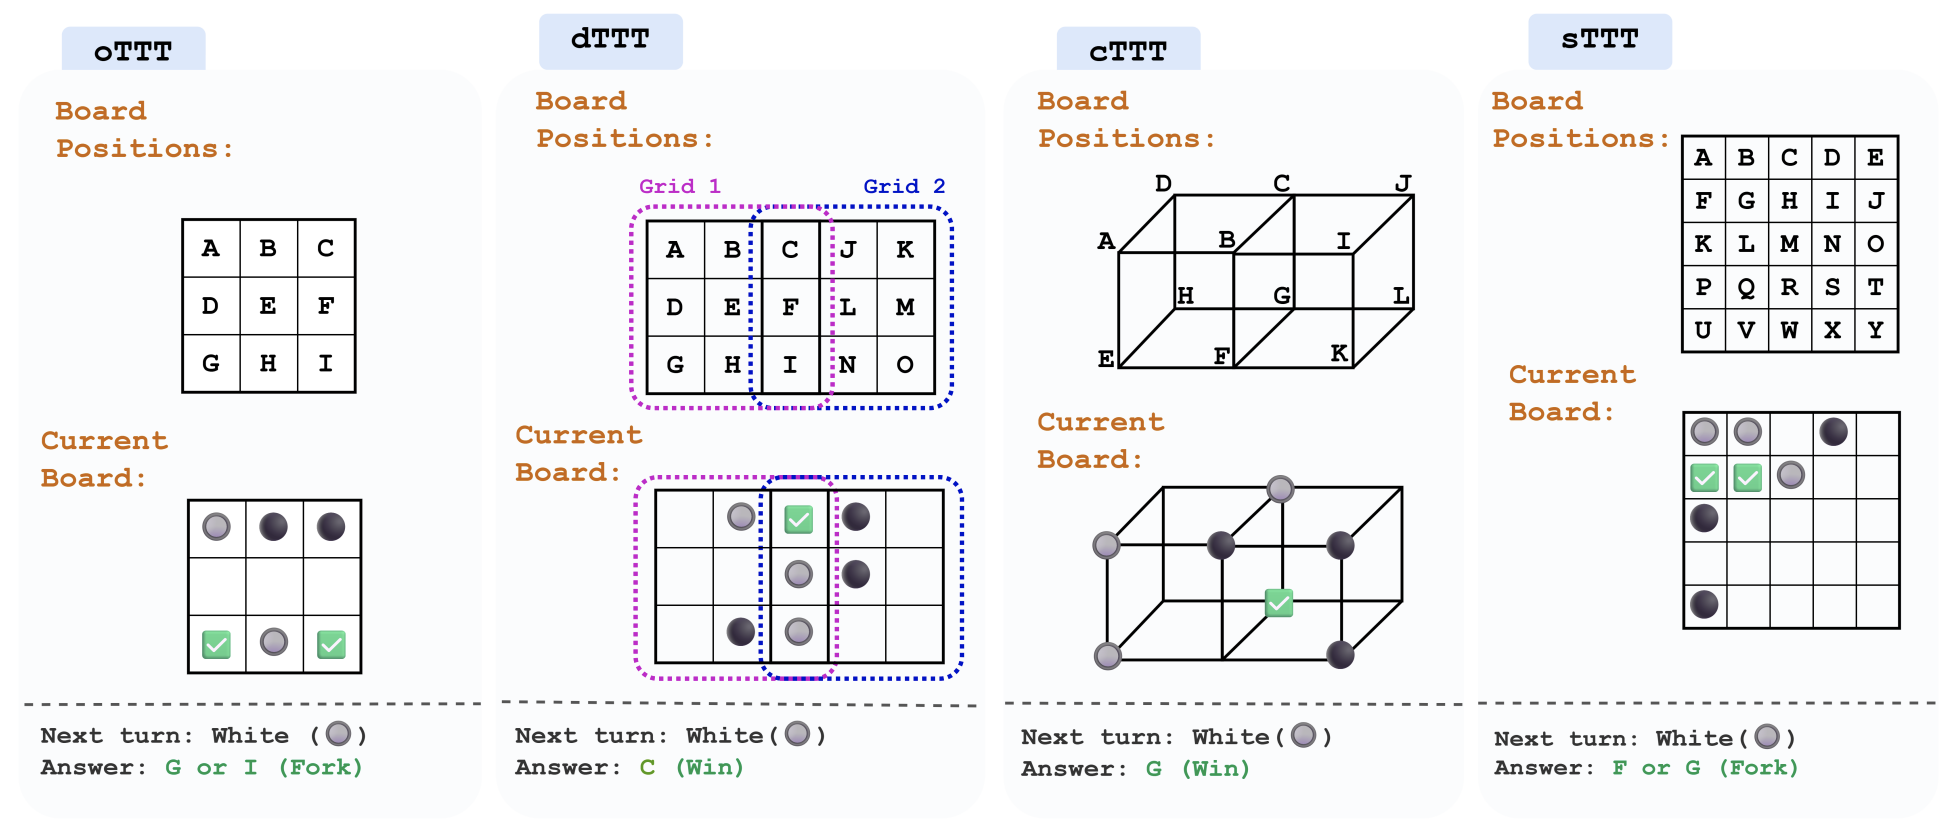 oTTT
Board
Positions:
A B C
D E F
G H I
Current
Board:
Next turn: White ( )
Answer: G or I (Fork)
dTTT
Board
Positions:
Grid 1 Grid 2
A B C J K
D E F L M
G H I N O
Current
Board:
Next turn: White( )
Answer: C (Win)
cTTT
Board
Positions:
D C J
A B I
H G L
E F K
Current
Board:
Next turn: White( )
Answer: G (Win)
sTTT
Board
Positions:
A B C D E
F G H I J
K L M N O
P Q R S T
U V W X Y
Current
Board:
Next turn: White( )
Answer: F or G (Fork)